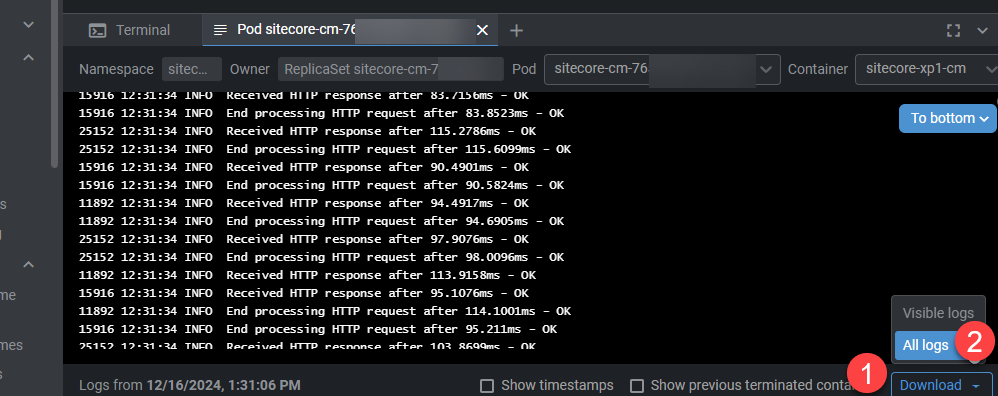 Terminal
Pod sitecore-cm-76
Namespace sitec... Owner ReplicaSet sitecore-cm-7 Pod sitecore-cm-76 Container sitecore-xp1-cm
15916 12:31:34 INFO Received HTTP response after 83.7156ms - OK
15916 12:31:34 INFO End processing HTTP request after 83.8523ms - OK
25152 12:31:34 INFO Received HTTP response after 115.2786ms - OK
25152 12:31:34 INFO End processing HTTP request after 115.6099ms - OK
15916 12:31:34 INFO Received HTTP response after 90.4901ms - OK
15916 12:31:34 INFO End processing HTTP request after 90.5824ms - OK
11892 12:31:34 INFO Received HTTP response after 94.4917ms - OK
11892 12:31:34 INFO End processing HTTP request after 94.6905ms - OK
25152 12:31:34 INFO Received HTTP response after 97.9076ms - OK
25152 12:31:34 INFO End processing HTTP request after 98.0096ms - OK
11892 12:31:34 INFO Received HTTP response after 113.9158ms - OK
15916 12:31:34 INFO Received HTTP response after 95.1076ms - OK
11892 12:31:34 INFO End processing HTTP request after 114.1001ms - OK
15916 12:31:34 INFO End processing HTTP request after 95.211ms - OK
25152 12:31:34 INFO Received HTTP response after 103.8699ms - OK
To bottom
Visible logs
All logs 2
Logs from 12/16/2024, 1:31:06 PM Show timestamps Show previous terminated conta 1 Download